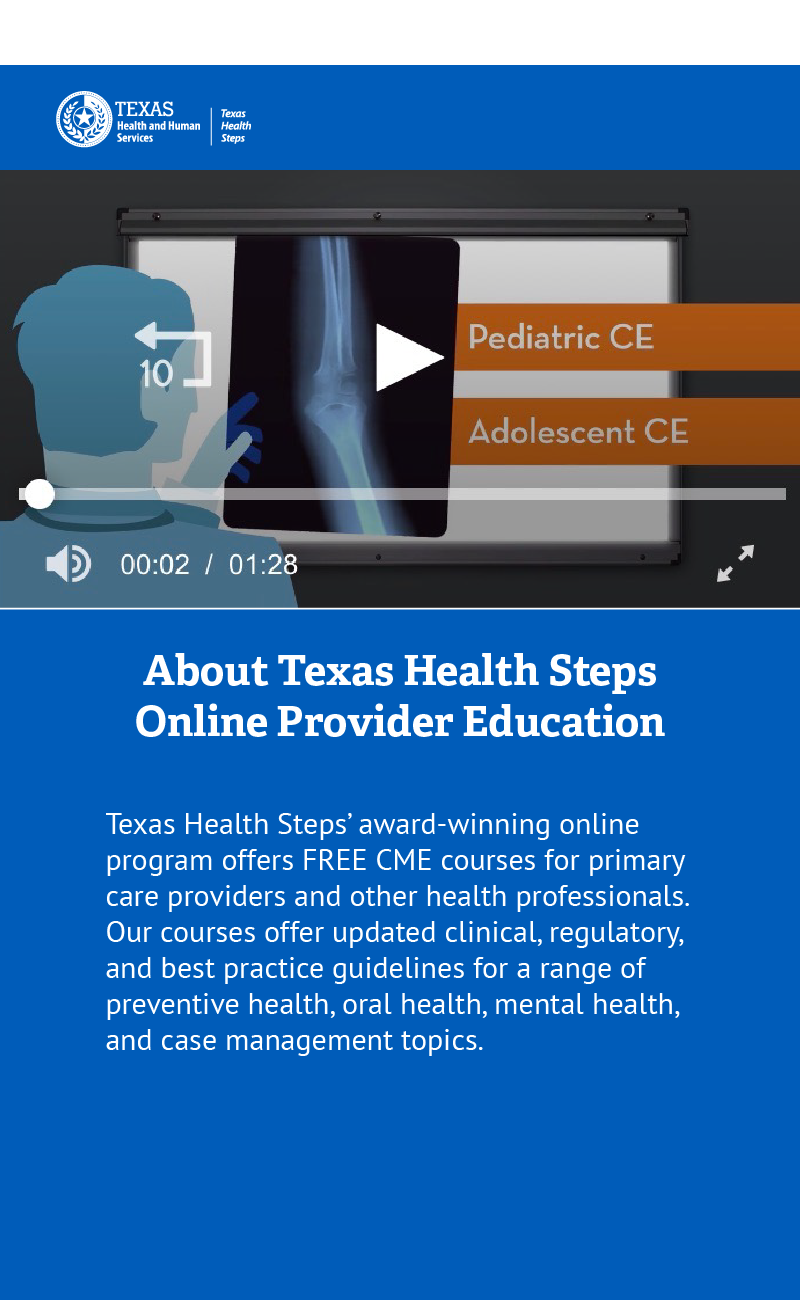 TEXAS
Health and Human
Services
Texas
Health
Steps
Pediatric CE
10
Adolescent CE
00:02 / 01:28
About Texas Health Steps
Online Provider Education
Texas Health Steps’ award-winning online
program offers FREE CME courses for primary
care providers and other health professionals.
Our courses offer updated clinical, regulatory,
and best practice guidelines for a range of
preventive health, oral health, mental health,
and case management topics.